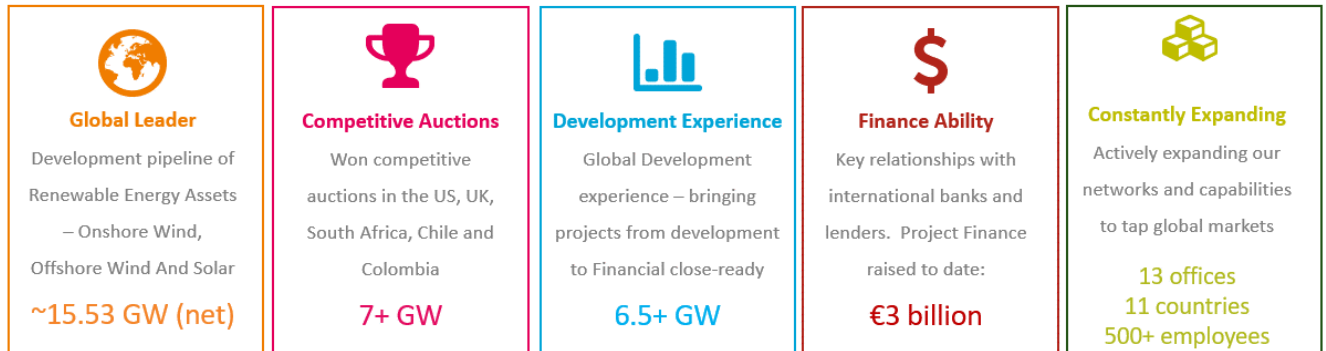 Global Leader
Development pipeline of
Renewable Energy Assets
– Onshore Wind,
Offshore Wind And Solar
~15.53 GW (net)
Competitive Auctions
Won competitive
auctions in the US, UK,
South Africa, Chile and
Colombia
7+ GW
Development Experience
Global Development
experience – bringing
projects from development
to Financial close-ready
6.5+ GW
$
Finance Ability
Key relationships with
international banks and
lenders.  Project Finance
raised to date:
€3 billion
Constantly Expanding
Actively expanding our
networks and capabilities
to tap global markets
13 offices
11 countries
500+ employees